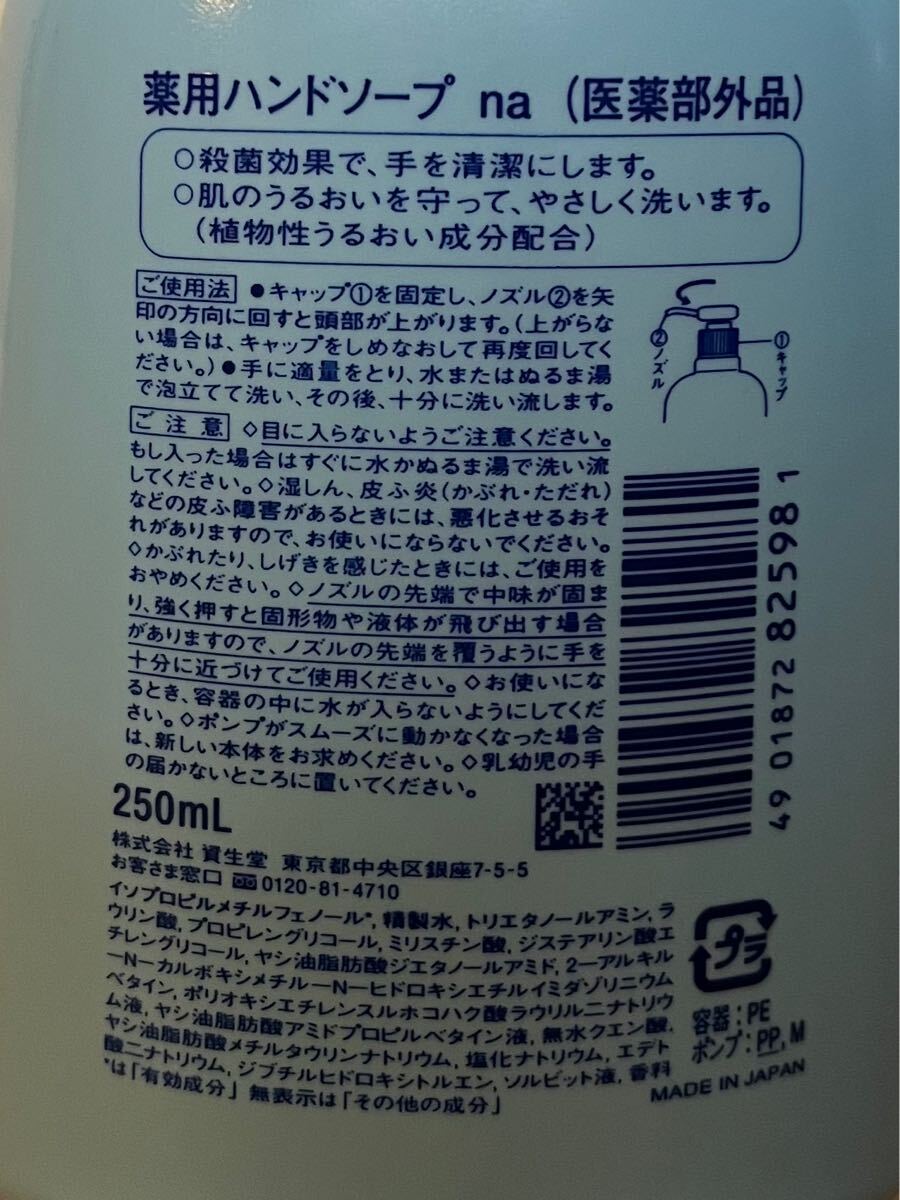 薬用ハンドソープ na (医薬部外品)
○殺菌効果で、手を清潔にします。
○肌のうるおいを守って、やさしく洗います。
(植物性うるおい成分配合)
ご使用法 ●キャップ①を固定し、ノズル②を矢
印の方向に回すと頭部が上がります。(上がらな
い場合は、キャップをしめなおして再度回してく
ださい。)●手に適量をとり、水またはぬるま湯
で泡立てて洗い、その後、十分に洗い流します。
②ノズル
①キャップ
ご注意 ◇目に入らないようご注意ください。
もし入った場合はすぐに水かぬるま湯で洗い流
してください。◇湿しん、皮ふ炎(かぶれ・ただれ)
などの皮ふ障害があるときには、悪化させるおそ
れがありますので、お使いにならないでください。
◇かぶれたり、しげきを感じたときには、ご使用を
おやめください。◇ノズルの先端で中味が固ま
り、強く押すと固形物や液体が飛び出す場合
がありますので、ノズルの先端を覆うように手を
十分に近づけてご使用ください。◇お使いにな
るとき、容器の中に水が入らないようにしてくだ
さい。◇ポンプがスムーズに動かなくなった場合
は、新しい本体をお求めください。◇乳幼児の手
の届かないところに置いてください。
4901872825981
250mL
株式会社 資生堂 東京都中央区銀座7-5-5
お客さま窓口 0120-81-4710
イソプロピルメチルフェノール*, 精製水, トリエタノールアミン, ラ
ウリン酸, プロピレングリコール, ミリスチン酸, ジステアリン酸エ
チレングリコール, ヤシ油脂肪酸ジエタノールアミド, 2－アルキル
－N－カルボキシメチル－N－ヒドロキシエチルイミダゾリニウム
ベタイン, ポリオキシエチレンスルホコハク酸ラウリル二ナトリウ
ム液, ヤシ油脂肪酸アミドプロピルベタイン液, 無水クエン酸,
ヤシ油脂肪酸メチルタウリンナトリウム, 塩化ナトリウム, エデト
酸二ナトリウム, ジブチルヒドロキシトルエン, ソルビット液, 香料
*は「有効成分」無表示は「その他の成分」
プラ
容器：PE
ポンプ：PP, M
MADE IN JAPAN